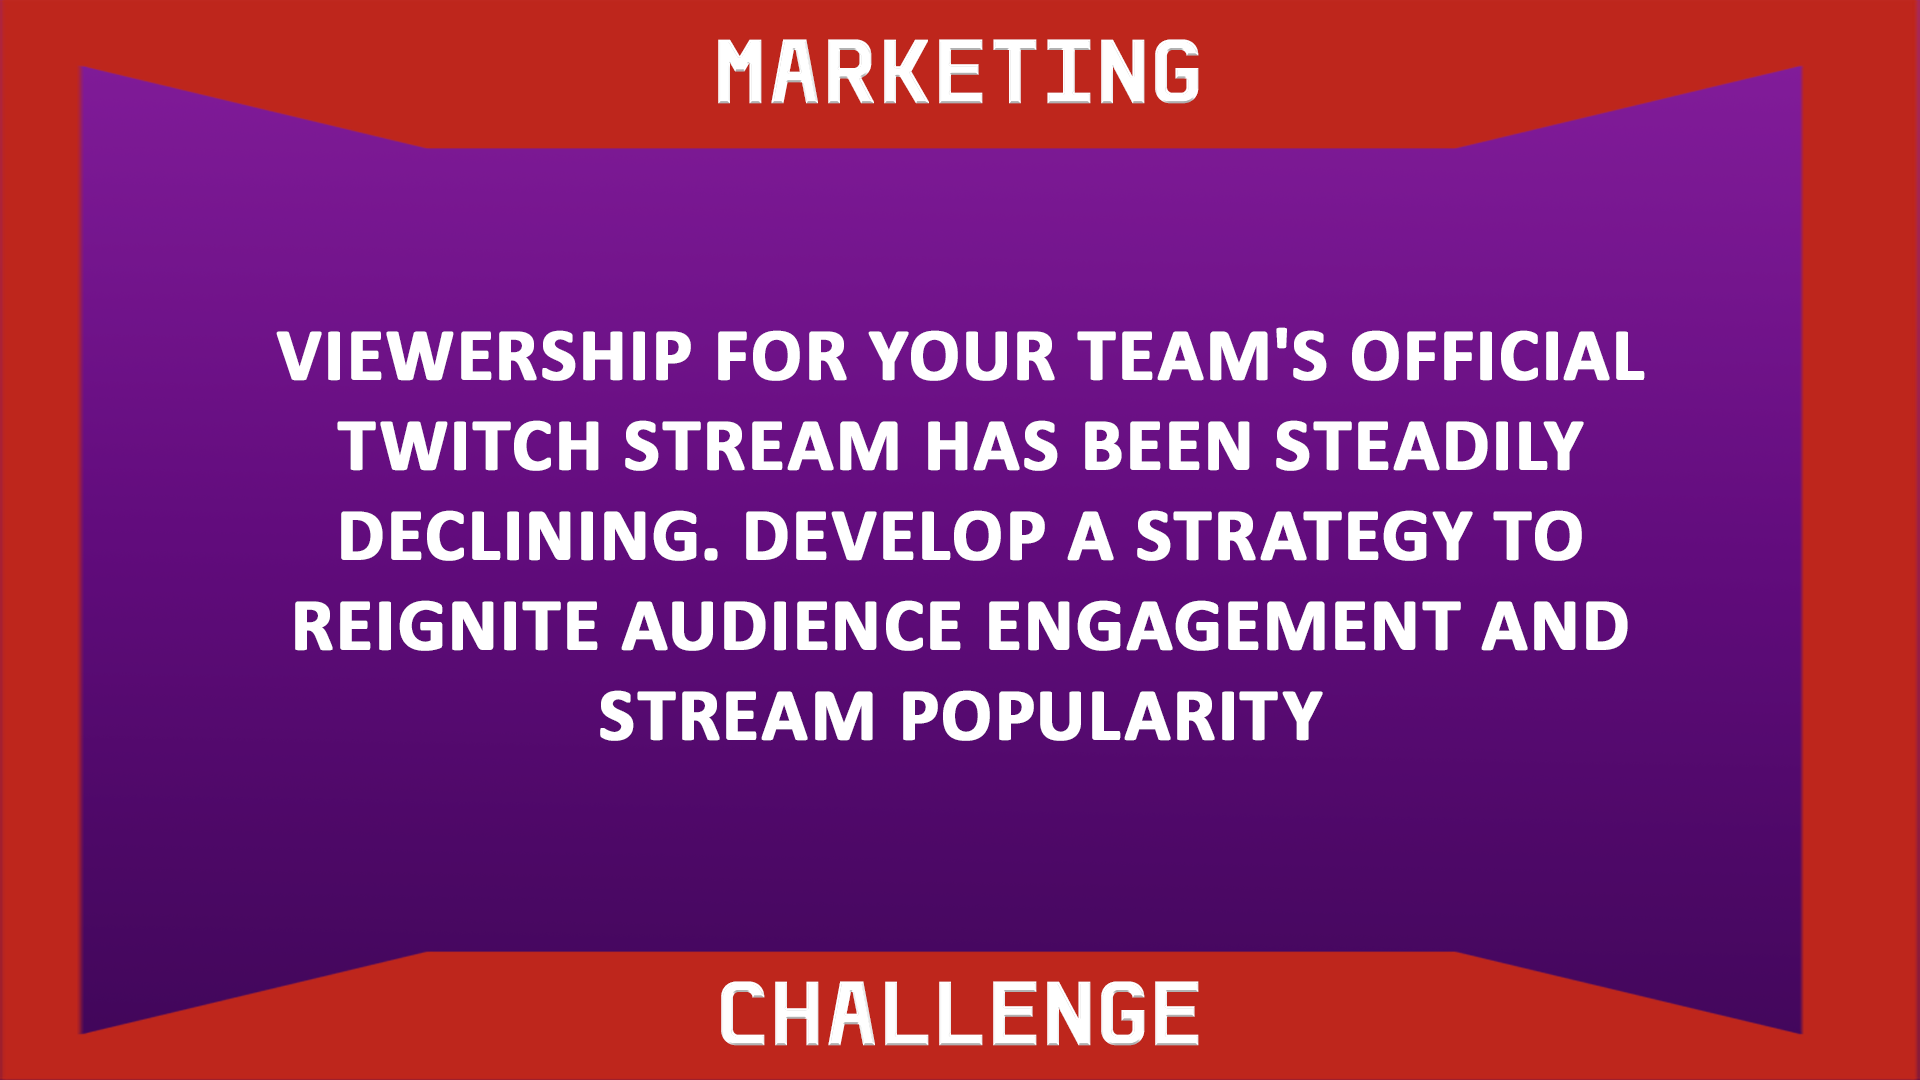 MARKETING
VIEWERSHIP FOR YOUR TEAM'S OFFICIAL
TWITCH STREAM HAS BEEN STEADILY
DECLINING. DEVELOP A STRATEGY TO
REIGNITE AUDIENCE ENGAGEMENT AND
STREAM POPULARITY
CHALLENGE